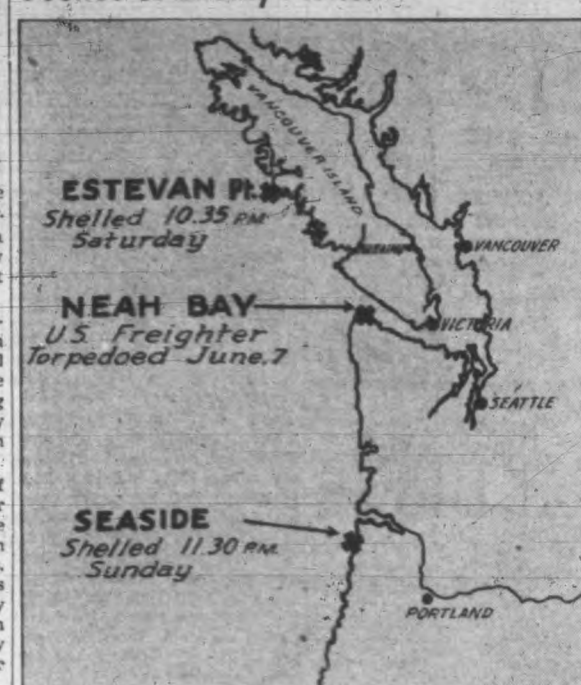 VANCOUVER ISLAND
ESTEVAN Pt.
Shelled 10.35 P.M.
Saturday
VANCOUVER
NEAH BAY
U.S. Freighter
Torpedoed June.7
VICTORIA
SEATTLE
SEASIDE
Shelled 11.30 P.M.
Sunday
PORTLAND